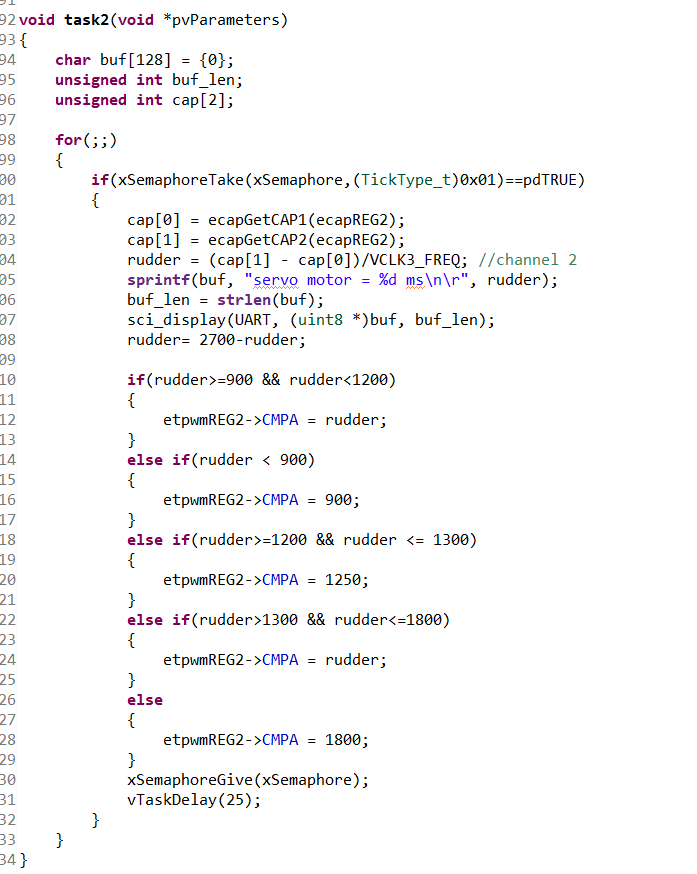 92 void task2(void *pvParameters)
93 {
94     char buf[128] = {0};
95     unsigned int buf_len;
96     unsigned int cap[2];
97
98     for(;;)
99     {
00         if(xSemaphoreTake(xSemaphore,(TickType_t)0x01)==pdTRUE)
01         {
02             cap[0] = ecapGetCAP1(ecapREG2);
03             cap[1] = ecapGetCAP2(ecapREG2);
04             rudder = (cap[1] - cap[0])/VCLK3_FREQ; //channel 2
05             sprintf(buf, "servo motor = %d ms\n\r", rudder);
06             buf_len = strlen(buf);
07             sci_display(UART, (uint8 *)buf, buf_len);
08             rudder= 2700-rudder;
09
10             if(rudder>=900 && rudder<1200)
11             {
12                 etpwmREG2->CMPA = rudder;
13             }
14             else if(rudder < 900)
15             {
16                 etpwmREG2->CMPA = 900;
17             }
18             else if(rudder>=1200 && rudder <= 1300)
19             {
20                 etpwmREG2->CMPA = 1250;
21             }
22             else if(rudder>1300 && rudder<=1800)
23             {
24                 etpwmREG2->CMPA = rudder;
25             }
26             else
27             {
28                 etpwmREG2->CMPA = 1800;
29             }
30             xSemaphoreGive(xSemaphore);
31             vTaskDelay(25);
32         }
33     }
34 }